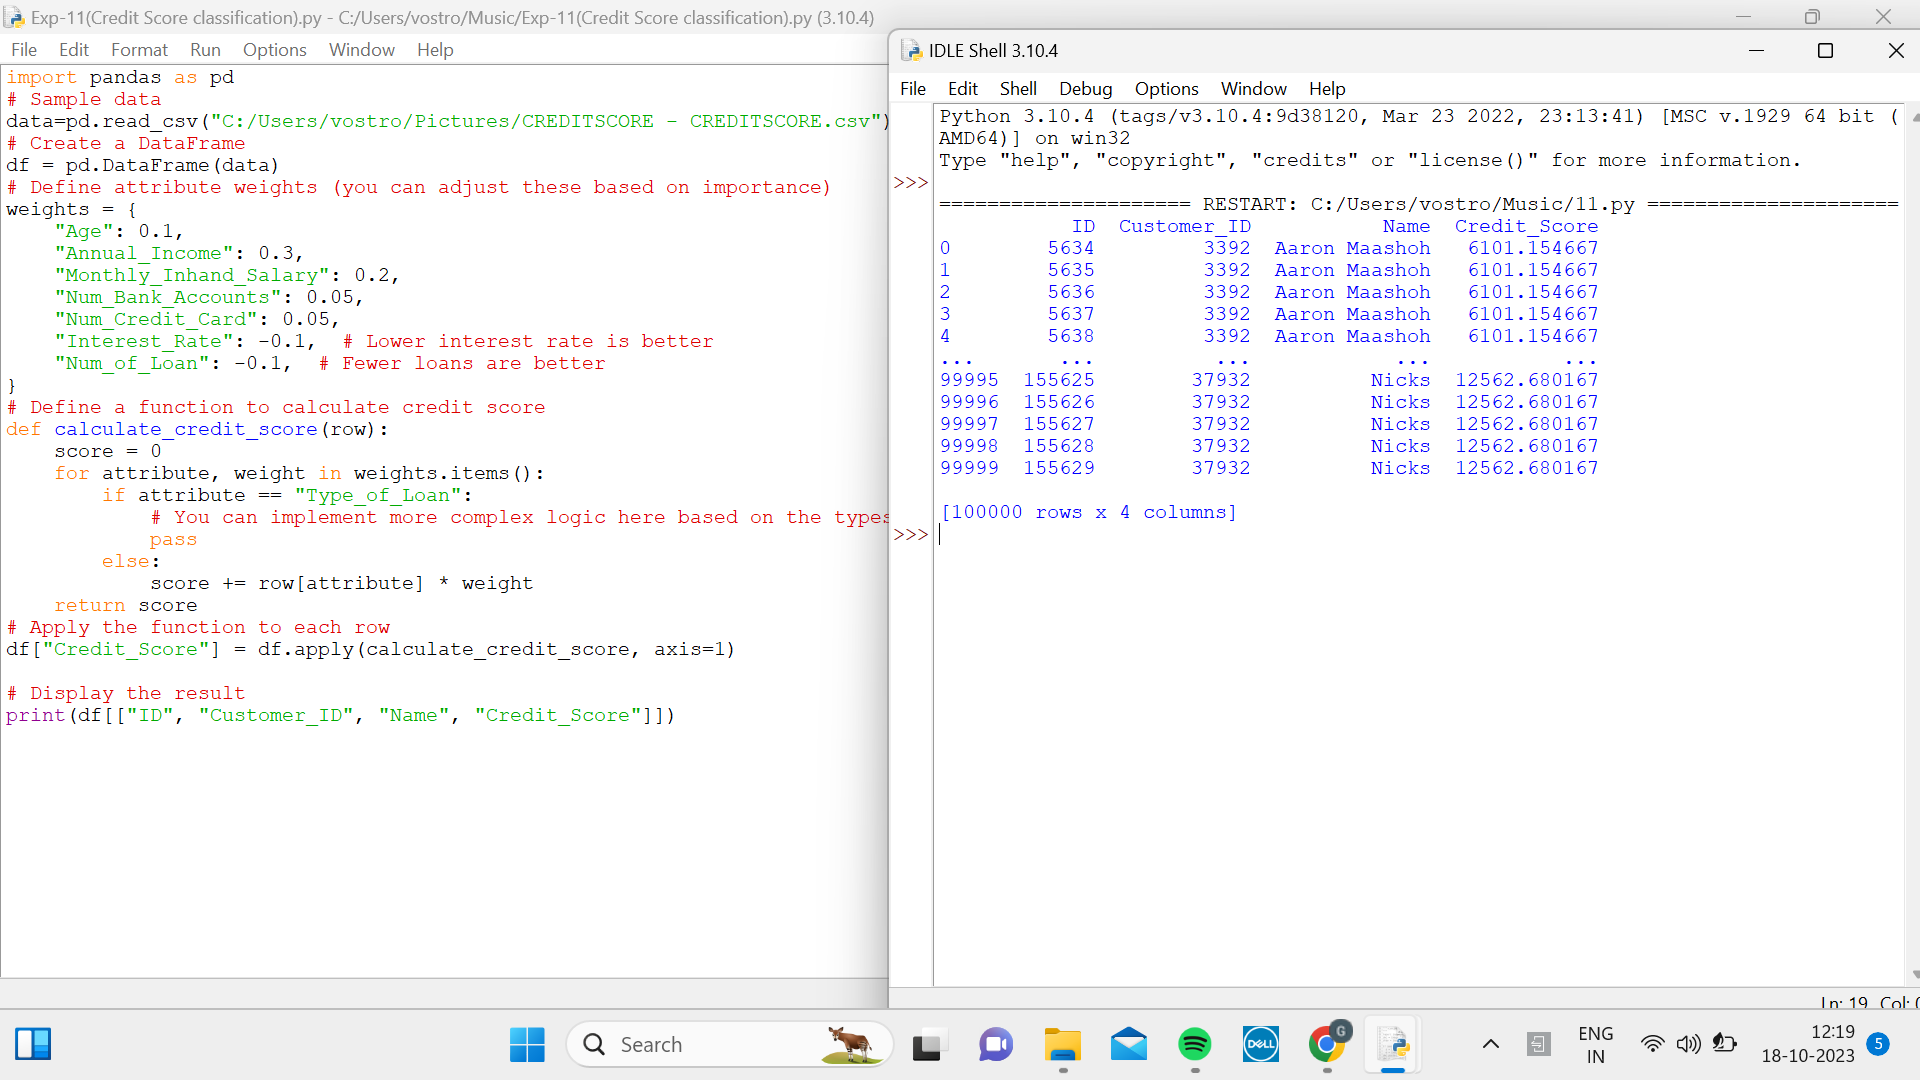 Exp-11(Credit Score classification).py - C:/Users/vostro/Music/Exp-11(Credit Score classification).py (3.10.4)
File Edit Format Run Options Window Help
import pandas as pd
# Sample data
data=pd.read_csv("C:/Users/vostro/Pictures/CREDITSCORE - CREDITSCORE.csv")
# Create a DataFrame
df = pd.DataFrame(data)
# Define attribute weights (you can adjust these based on importance)
weights = {
    "Age": 0.1,
    "Annual_Income": 0.3,
    "Monthly_Inhand_Salary": 0.2,
    "Num_Bank_Accounts": 0.05,
    "Num_Credit_Card": 0.05,
    "Interest_Rate": -0.1,  # Lower interest rate is better
    "Num_of_Loan": -0.1,  # Fewer loans are better
}
# Define a function to calculate credit score
def calculate_credit_score(row):
    score = 0
    for attribute, weight in weights.items():
        if attribute == "Type_of_Loan":
            # You can implement more complex logic here based on the types
            pass
        else:
            score += row[attribute] * weight
    return score
# Apply the function to each row
df["Credit_Score"] = df.apply(calculate_credit_score, axis=1)
# Display the result
print(df[["ID", "Customer_ID", "Name", "Credit_Score"]])
IDLE Shell 3.10.4
File Edit Shell Debug Options Window Help
Python 3.10.4 (tags/v3.10.4:9d38120, Mar 23 2022, 23:13:41) [MSC v.1929 64 bit (
AMD64)] on win32
Type "help", "copyright", "credits" or "license()" for more information.
>>>
===================== RESTART: C:/Users/vostro/Music/11.py =====================
ID Customer_ID Name Credit_Score
0 5634 3392 Aaron Maashoh 6101.154667
1 5635 3392 Aaron Maashoh 6101.154667
2 5636 3392 Aaron Maashoh 6101.154667
3 5637 3392 Aaron Maashoh 6101.154667
4 5638 3392 Aaron Maashoh 6101.154667
... ... ... ... ...
99995 155625 37932 Nicks 12562.680167
99996 155626 37932 Nicks 12562.680167
99997 155627 37932 Nicks 12562.680167
99998 155628 37932 Nicks 12562.680167
99999 155629 37932 Nicks 12562.680167
[100000 rows x 4 columns]
>>>
Ln: 19 Col:
Search
DELL
G
ENG
IN
12:19
18-10-2023
5